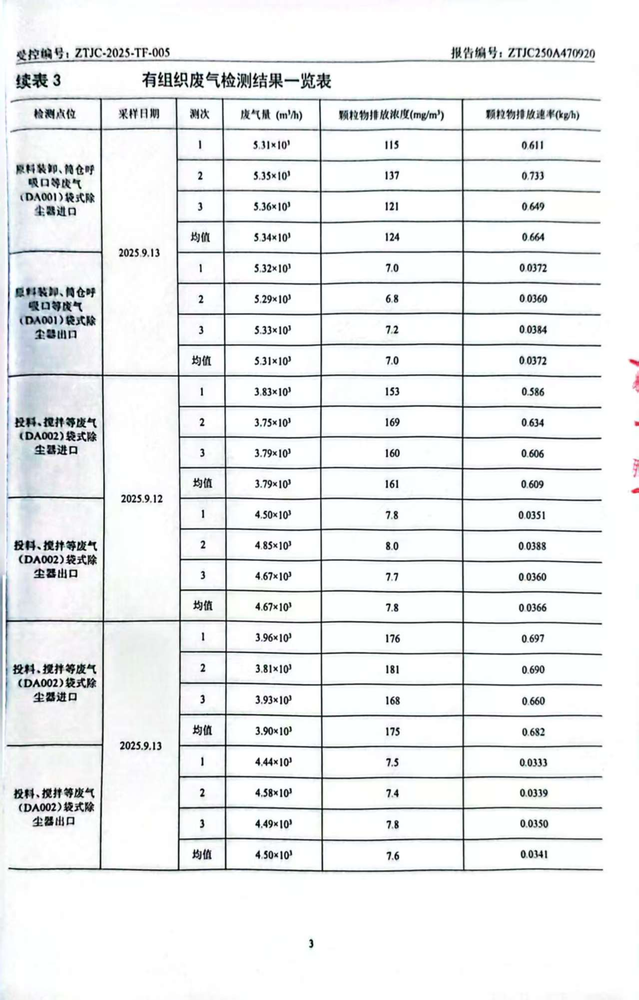 受控编号：ZTJC-2025-TF-005 报告编号：ZTJC250A470920
续表 3 有组织废气检测结果一览表
检测点位 采样日期 测次 废气量 (m³/h) 颗粒物排放浓度(mg/m³) 颗粒物排放速率(kg/h)
原料装卸、筒仓呼
吸口等废气
（DA001）袋式除
尘器进口
2025.9.13
1 5.31×10³ 115 0.611
2 5.35×10³ 137 0.733
3 5.36×10³ 121 0.649
均值 5.34×10³ 124 0.664
原料装卸、筒仓呼
吸口等废气
（DA001）袋式除
尘器出口
1 5.32×10³ 7.0 0.0372
2 5.29×10³ 6.8 0.0360
3 5.33×10³ 7.2 0.0384
均值 5.31×10³ 7.0 0.0372
投料、搅拌等废气
（DA002）袋式除
尘器进口
2025.9.12
1 3.83×10³ 153 0.586
2 3.75×10³ 169 0.634
3 3.79×10³ 160 0.606
均值 3.79×10³ 161 0.609
投料、搅拌等废气
（DA002）袋式除
尘器出口
1 4.50×10³ 7.8 0.0351
2 4.85×10³ 8.0 0.0388
3 4.67×10³ 7.7 0.0360
均值 4.67×10³ 7.8 0.0366
投料、搅拌等废气
（DA002）袋式除
尘器进口
2025.9.13
1 3.96×10³ 176 0.697
2 3.81×10³ 181 0.690
3 3.93×10³ 168 0.660
均值 3.90×10³ 175 0.682
投料、搅拌等废气
（DA002）袋式除
尘器出口
1 4.44×10³ 7.5 0.0333
2 4.58×10³ 7.4 0.0339
3 4.49×10³ 7.8 0.0350
均值 4.50×10³ 7.6 0.0341
3